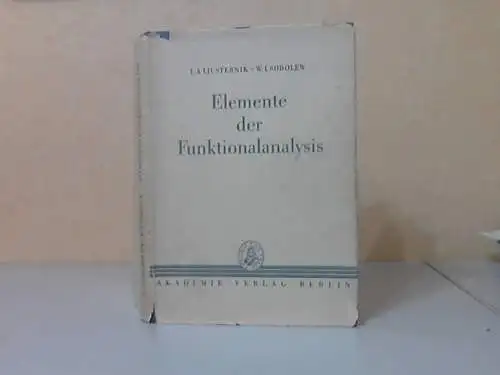 L.A.LJUSTERNIK · W.I.SOBOLEW
Elemente
der
Funktionalanalysis
AKADEMIE VERLAG BERLIN